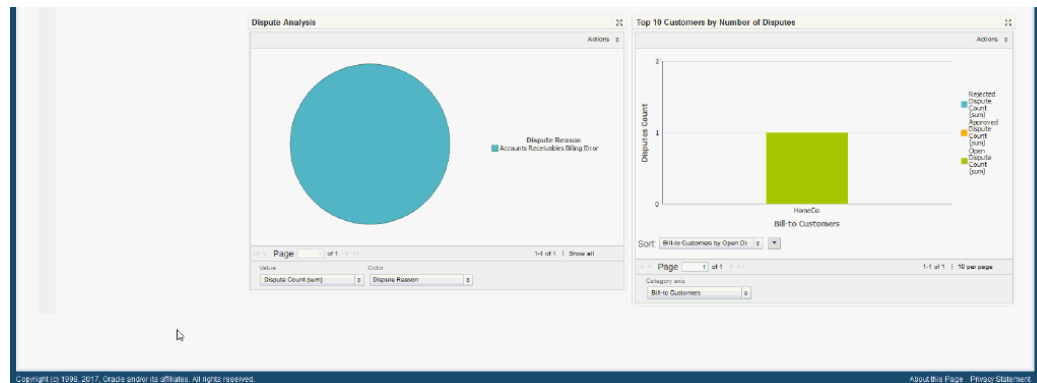 Dispute Analysis
Actions
Dispute Reason
Accounts Receivables Billing Error
Page 1 of 1
1-1 of 1 | Show all
Value
Color
Dispute Count (sum)
Dispute Reason
Top 10 Customers by Number of Disputes
Actions
2
1
0
Disputes Count
HomeCo
Bill-to Customers
Rejected
Dispute
Count
(sum)
Approved
Dispute
Count
(sum)
Open
Dispute
Count
(sum)
Sort: Bill-to Customers by Open Di
Page 1 of 1
1-1 of 1 | 10 per page
Category axis
Bill-to Customers
Copyright (c) 1998, 2017, Oracle and/or its affiliates. All rights reserved.
About this Page Privacy Statement